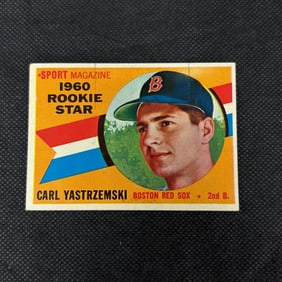 SPORT MAGAZINE
1960
ROOKIE
STAR
B
CARL YASTRZEMSKI BOSTON RED SOX ★ 2nd B.